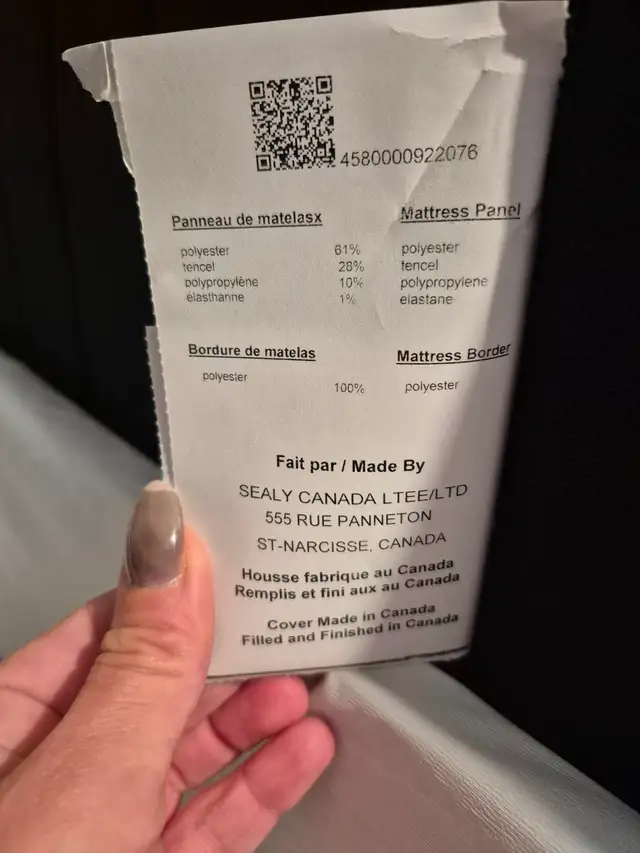 4580000922076
Panneau de matelasx Mattress Panel
polyester 61% polyester
tencel 28% tencel
polypropylène 10% polypropylene
élasthanne 1% elastane
Bordure de matelas Mattress Border
polyester 100% polyester
Fait par / Made By
SEALY CANADA LTEE/LTD
555 RUE PANNETON
ST-NARCISSE, CANADA
Housse fabrique au Canada
Remplis et fini aux au Canada
Cover Made in Canada
Filled and Finished in Canada